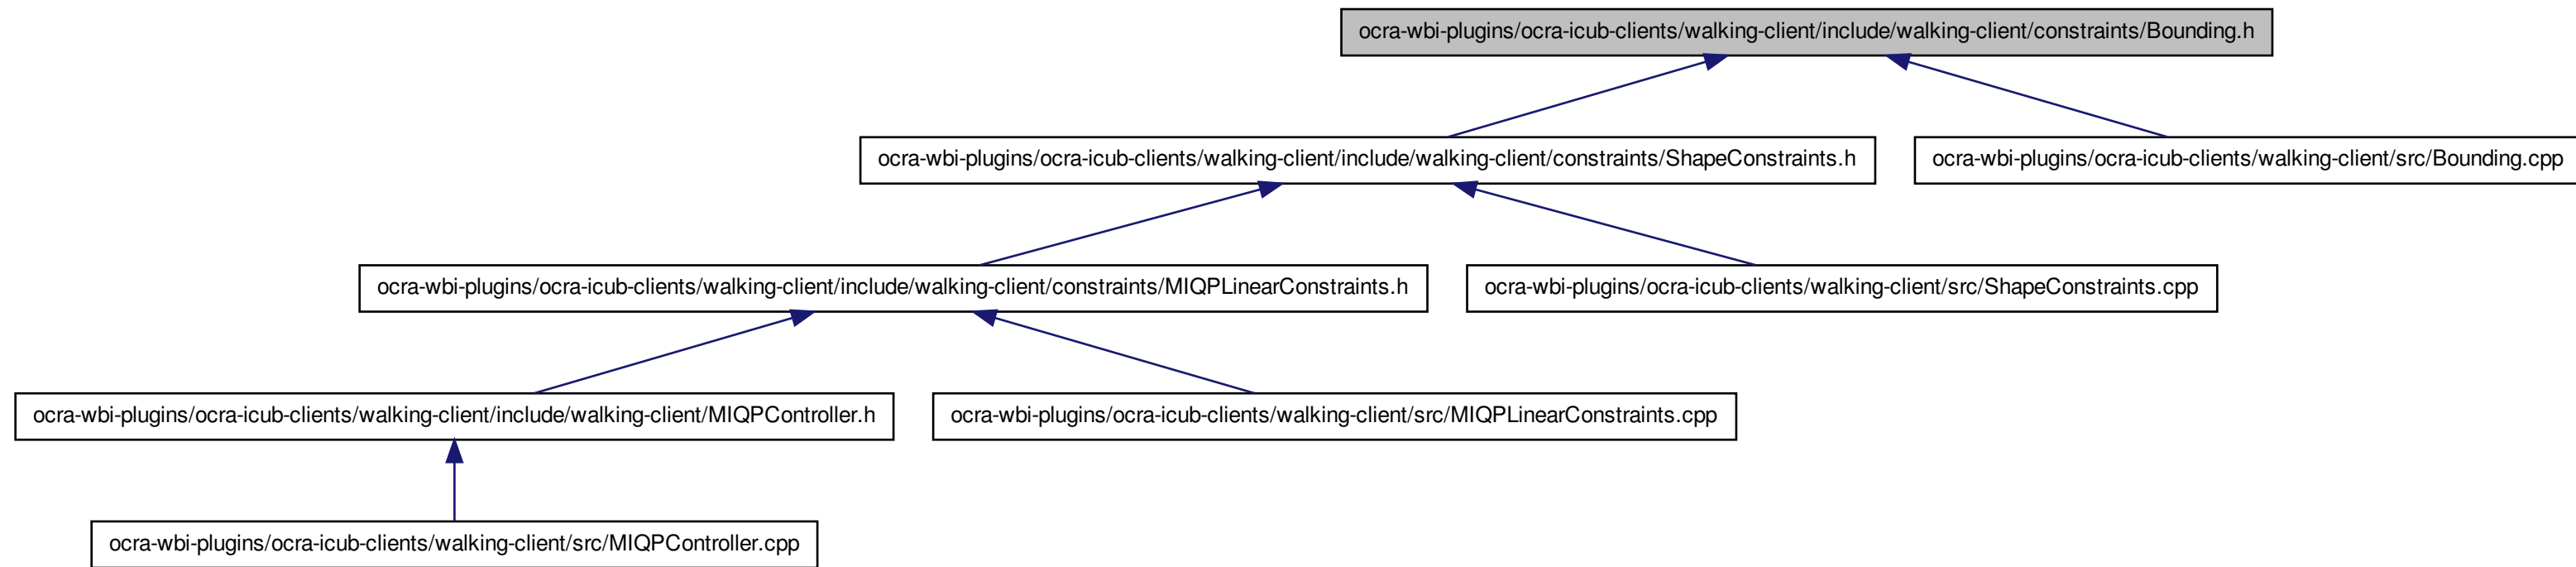 ocra-wbi-plugins/ocra-icub-clients/walking-client/include/walking-client/constraints/Bounding.h
ocra-wbi-plugins/ocra-icub-clients/walking-client/include/walking-client/constraints/ShapeConstraints.h
ocra-wbi-plugins/ocra-icub-clients/walking-client/src/Bounding.cpp
ocra-wbi-plugins/ocra-icub-clients/walking-client/include/walking-client/constraints/MIQPLinearConstraints.h
ocra-wbi-plugins/ocra-icub-clients/walking-client/src/ShapeConstraints.cpp
ocra-wbi-plugins/ocra-icub-clients/walking-client/include/walking-client/MIQPController.h
ocra-wbi-plugins/ocra-icub-clients/walking-client/src/MIQPLinearConstraints.cpp
ocra-wbi-plugins/ocra-icub-clients/walking-client/src/MIQPController.cpp